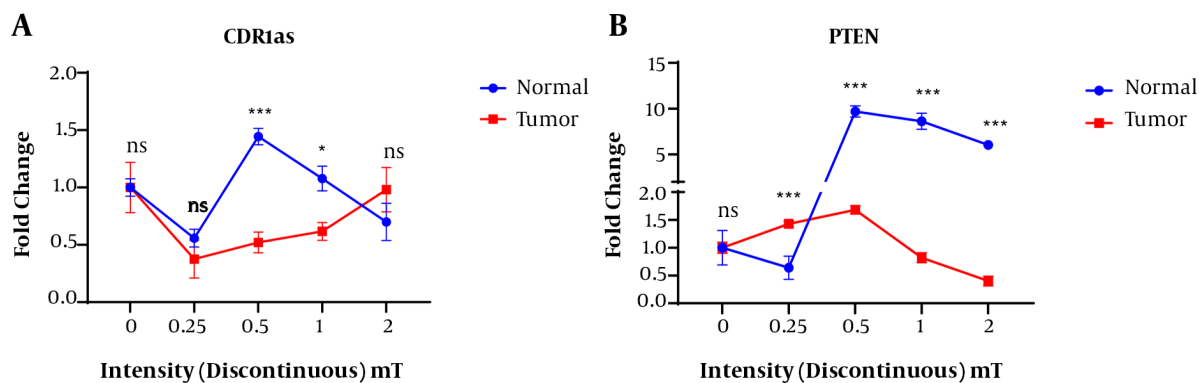 A
CDR1as
2.0
1.5
1.0
0.5
0.0
Fold Change
ns
ns
***
*
ns
0
0.25
0.5
1
2
Intensity (Discontinuous) mT
Normal
Tumor
B
PTEN
15
10
5
2.0
1.5
1.0
0.5
0.0
Fold Change
ns
***
***
***
***
0
0.25
0.5
1
2
Intensity (Discontinuous) mT
Normal
Tumor